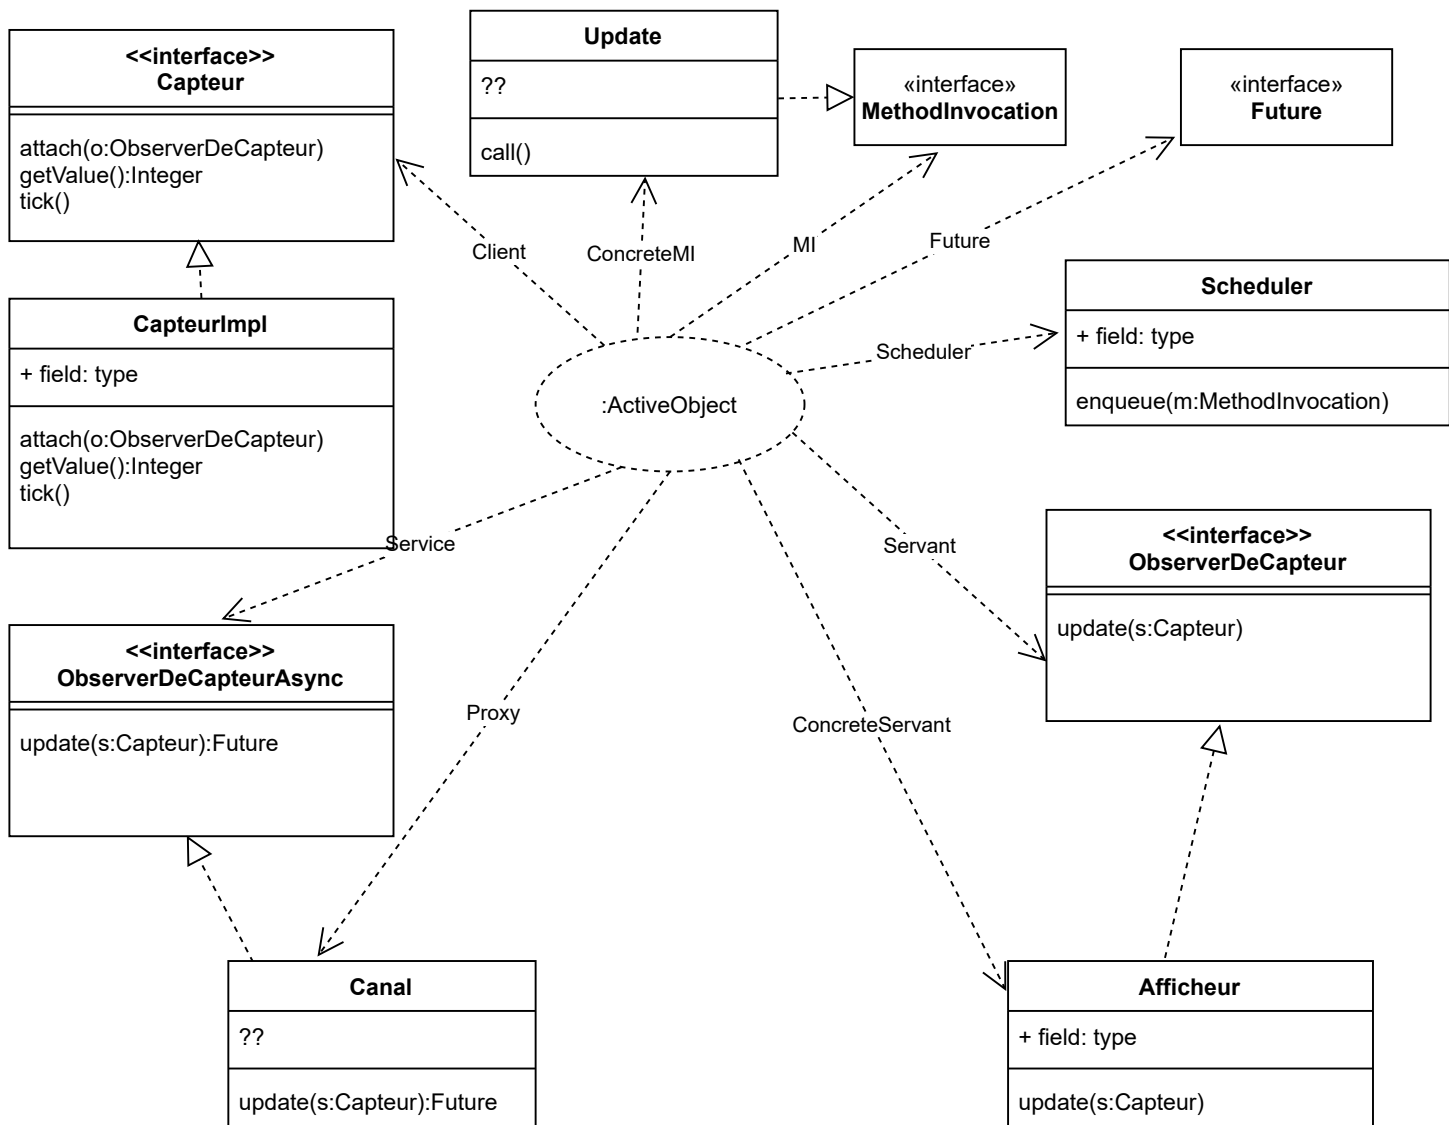 <<interface>>
Capteur
attach(o:ObserverDeCapteur)
getValue():Integer
tick()
Update
??
call()
«interface»
MethodInvocation
«interface»
Future
Client
ConcreteMI
MI
Future
Scheduler
Scheduler
+ field: type
enqueue(m:MethodInvocation)
CapteurImpl
+ field: type
attach(o:ObserverDeCapteur)
getValue():Integer
tick()
:ActiveObject
Service
Servant
<<interface>>
ObserverDeCapteur
update(s:Capteur)
<<interface>>
ObserverDeCapteurAsync
update(s:Capteur):Future
Proxy
ConcreteServant
Canal
??
update(s:Capteur):Future
Afficheur
+ field: type
update(s:Capteur)